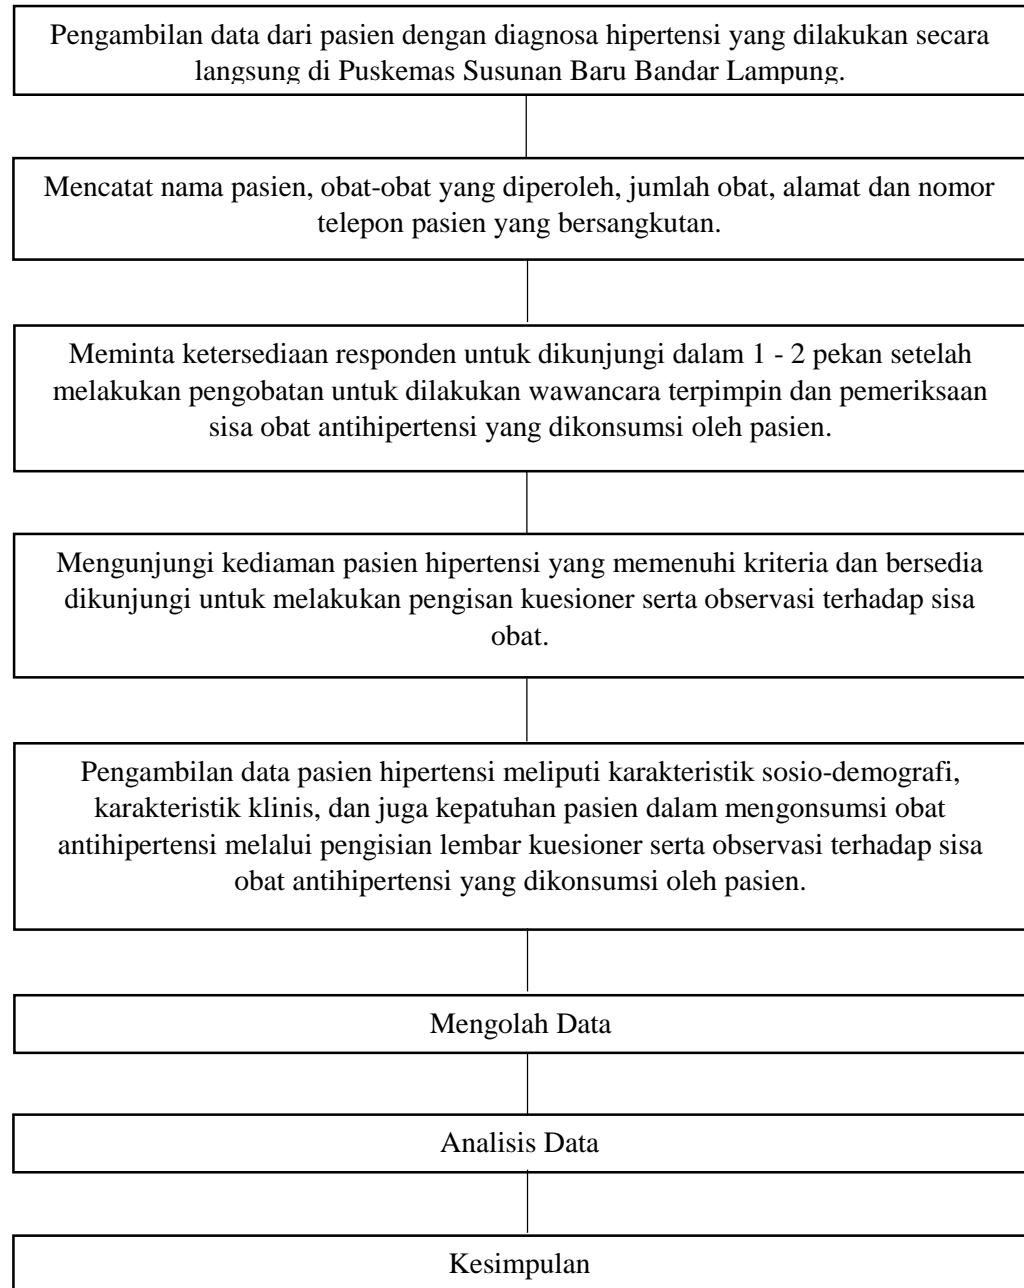 Pengambilan data dari pasien dengan diagnosa hipertensi yang dilakukan secara
langsung di Puskemas Susunan Baru Bandar Lampung.
Mencatat nama pasien, obat-obat yang diperoleh, jumlah obat, alamat dan nomor
telepon pasien yang bersangkutan.
Meminta ketersediaan responden untuk dikunjungi dalam 1 - 2 pekan setelah
melakukan pengobatan untuk dilakukan wawancara terpimpin dan pemeriksaan
sisa obat antihipertensi yang dikonsumsi oleh pasien.
Mengunjungi kediaman pasien hipertensi yang memenuhi kriteria dan bersedia
dikunjungi untuk melakukan pengisan kuesioner serta observasi terhadap sisa
obat.
Pengambilan data pasien hipertensi meliputi karakteristik sosio-demografi,
karakteristik klinis, dan juga kepatuhan pasien dalam mengonsumsi obat
antihipertensi melalui pengisian lembar kuesioner serta observasi terhadap sisa
obat antihipertensi yang dikonsumsi oleh pasien.
Mengolah Data
Analisis Data
Kesimpulan